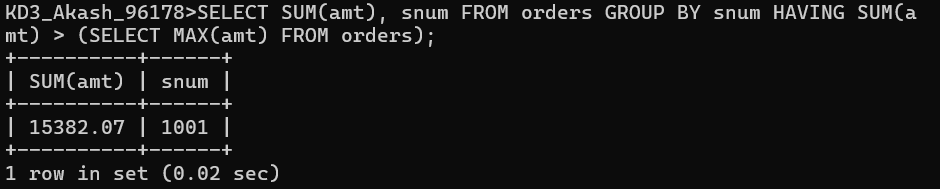 KD3_Akash_96178>SELECT SUM(amt), snum FROM orders GROUP BY snum HAVING SUM(a
mt) > (SELECT MAX(amt) FROM orders);
+----------+------+
| SUM(amt) | snum |
+----------+------+
| 15382.07 | 1001 |
+----------+------+
1 row in set (0.02 sec)